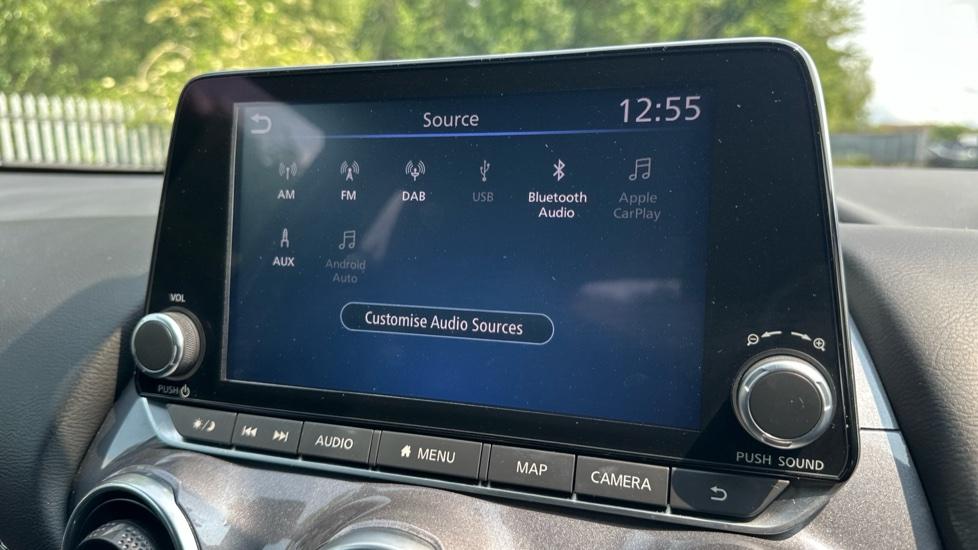 Source
12:55
AM
FM
DAB
USB
Bluetooth
Audio
Apple
CarPlay
AUX
Android
Auto
Customise Audio Sources
VOL
PUSH
PUSH SOUND
AUDIO
MENU
MAP
CAMERA